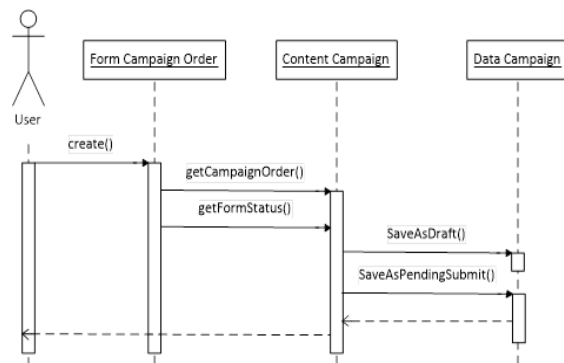 Form Campaign Order
Content Campaign
Data Campaign
User
create()
getCampaignOrder()
getFormStatus()
SaveAsDraft()
SaveAsPendingSubmit()